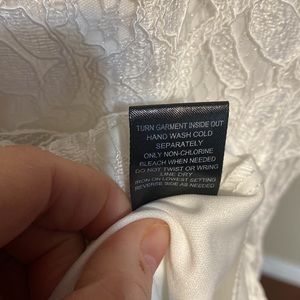 TURN GARMENT INSIDE OUT
HAND WASH COLD
SEPARATELY
ONLY NON-CHLORINE
BLEACH WHEN NEEDED
DO NOT TWIST OR WRING
LINE DRY
IRON ON LOWEST SETTING
REVERSE SIDE AS NEEDED